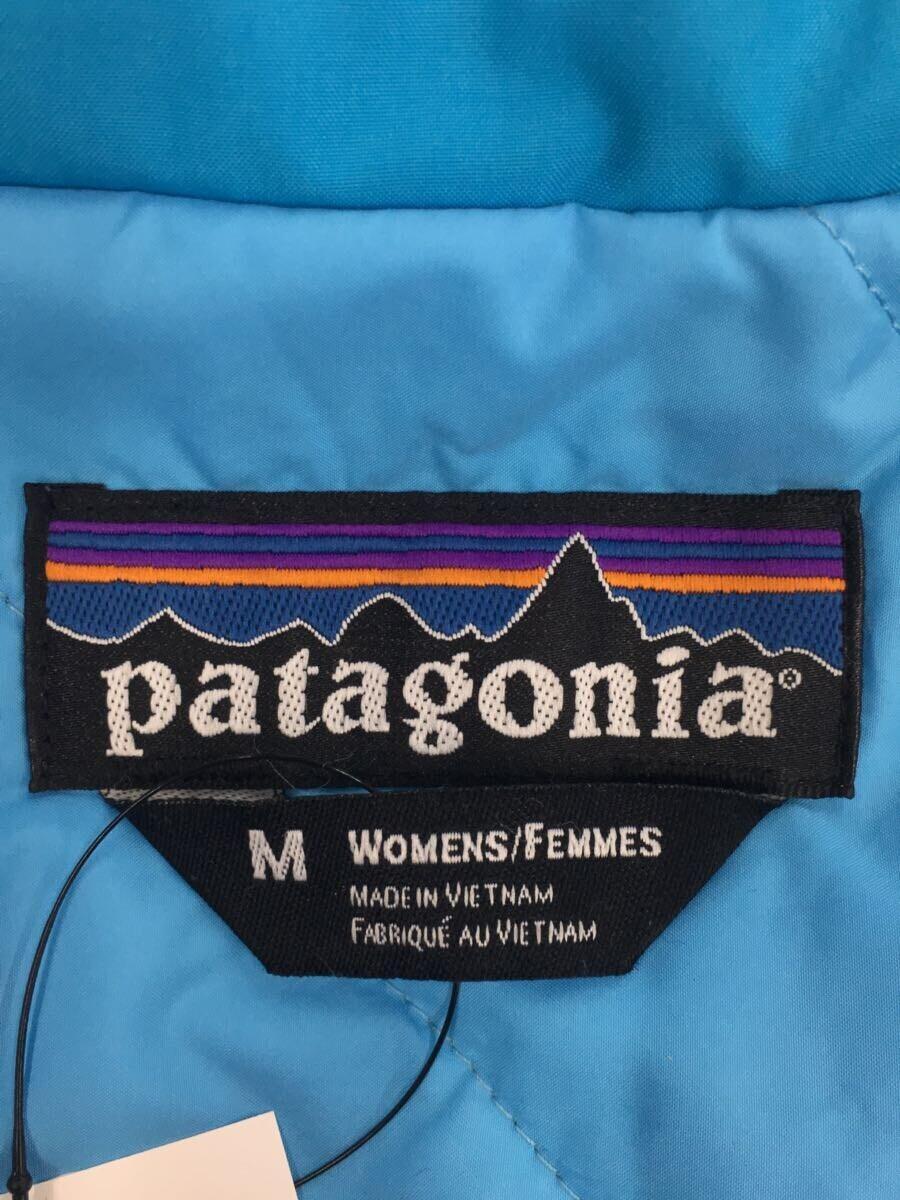 patagonia®
M WOMENS/FEMMES
MADE IN VIETNAM
FABRIQUÉ AU VIETNAM